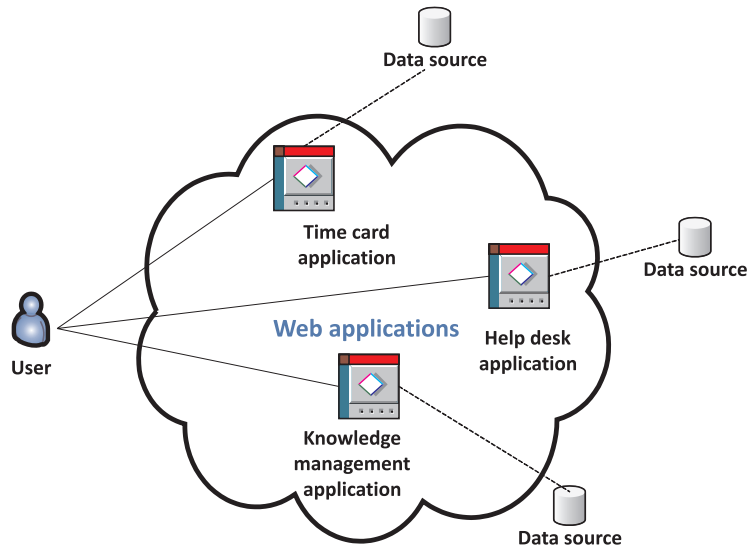 Data source
Time card
application
Data source
Web applications
Help desk
application
User
Knowledge
management
application
Data source